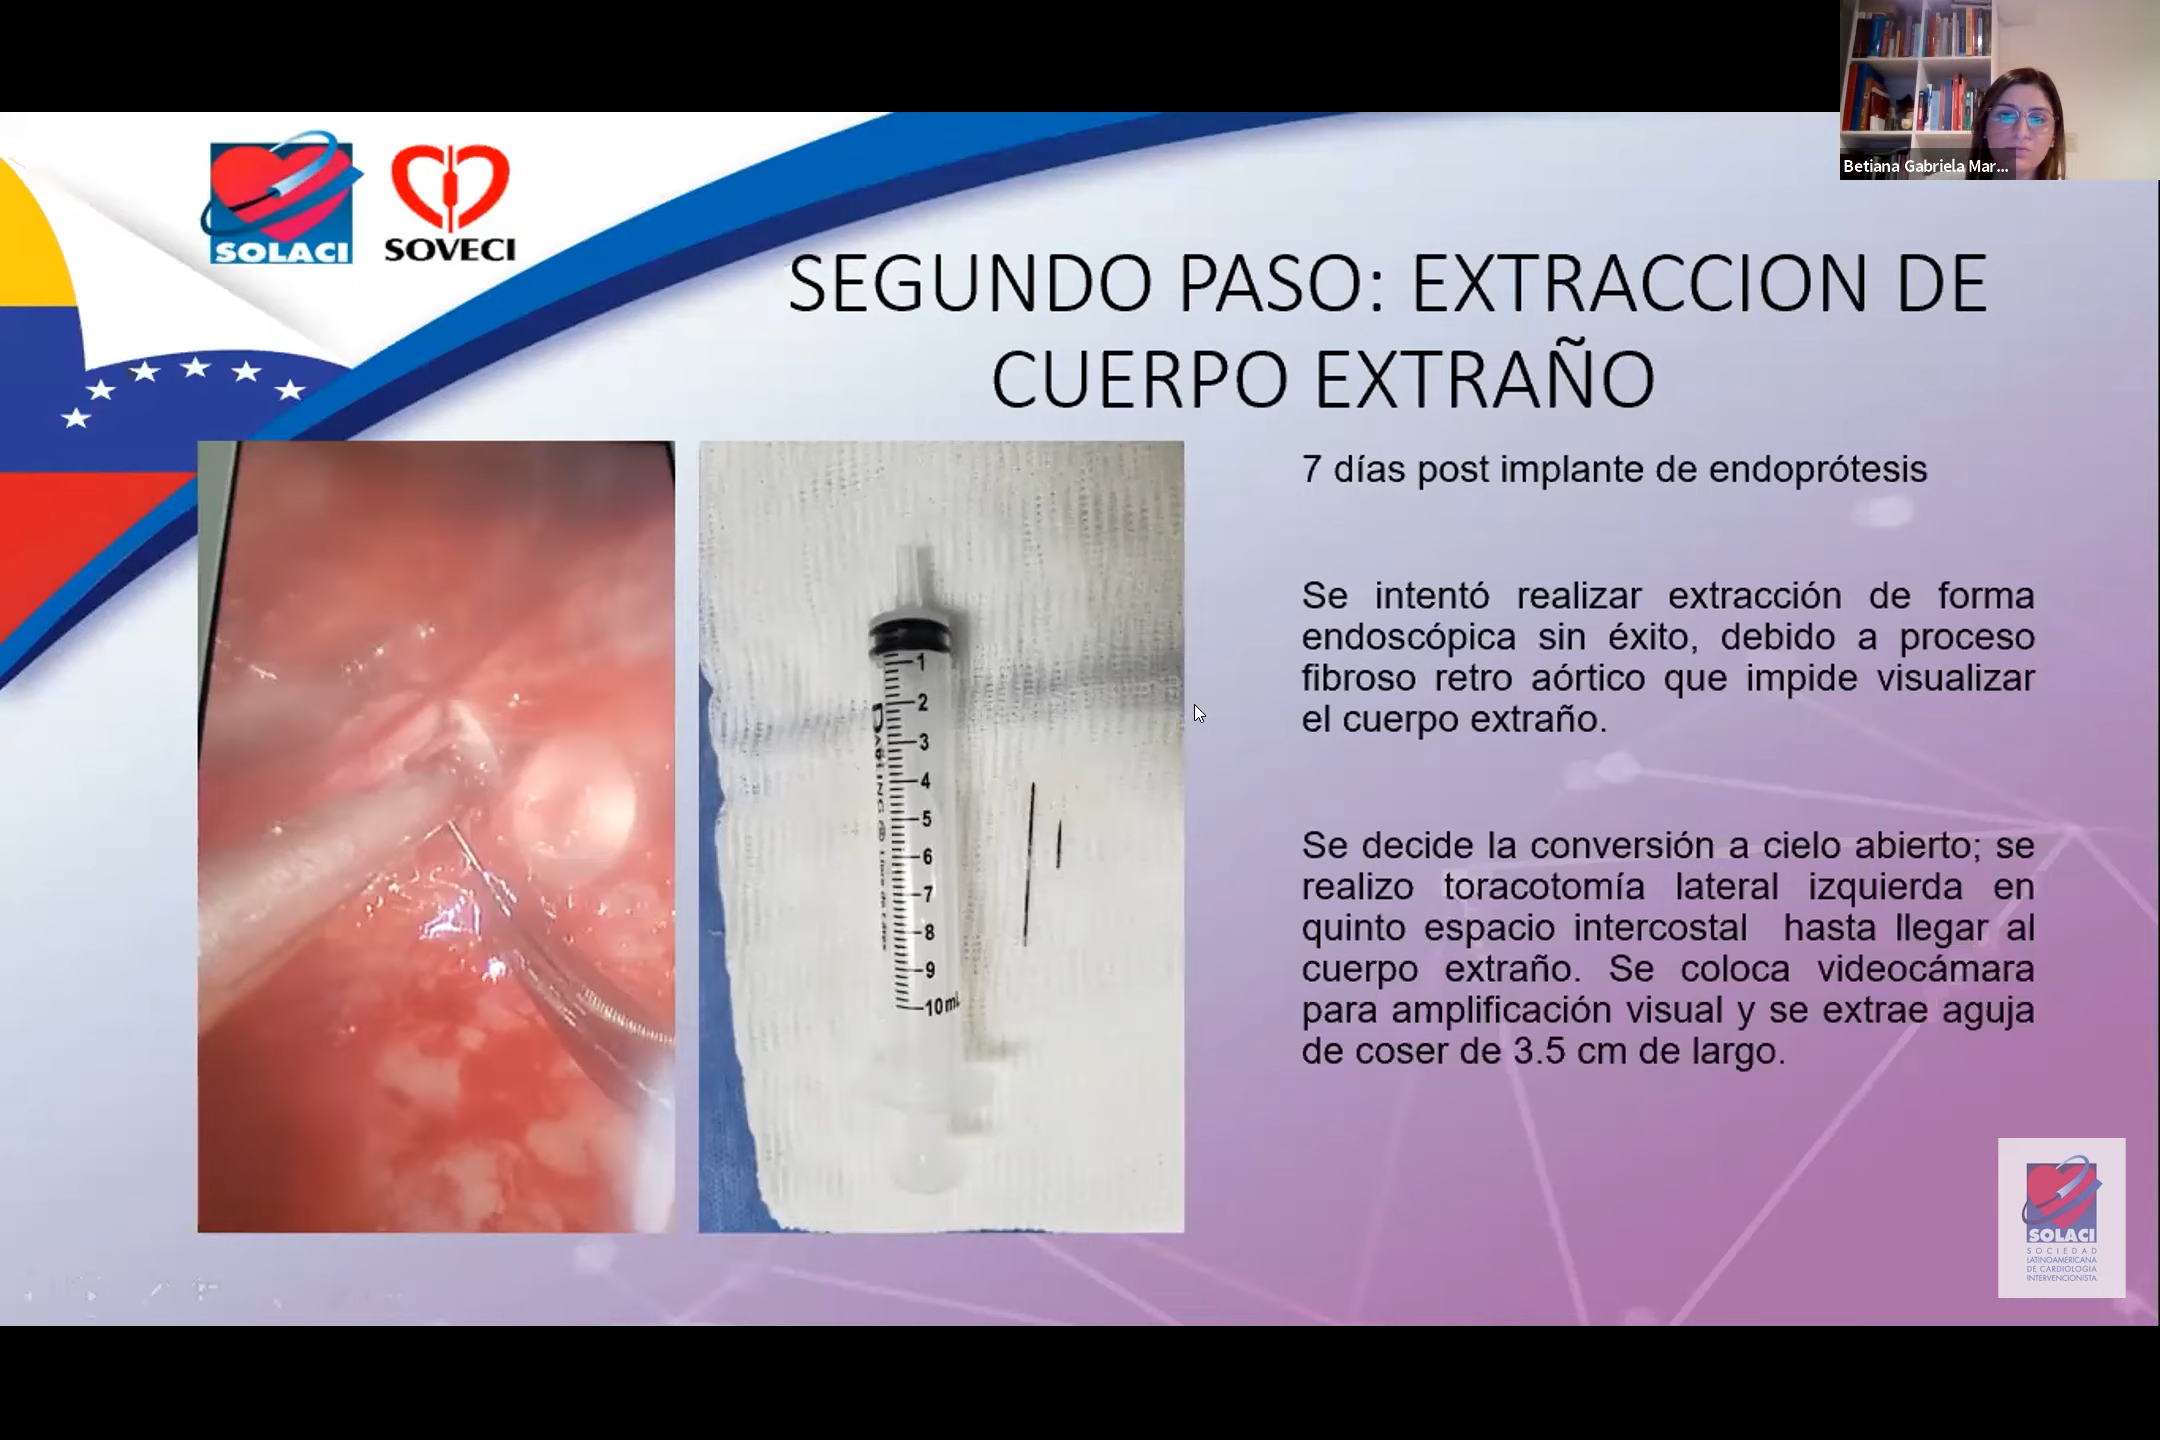 Betiana Gabriela Mar...
SOLACI
SOVECI
SEGUNDO PASO: EXTRACCION DE
CUERPO EXTRAÑO
7 días post implante de endoprótesis
Se intentó realizar extracción de forma
endoscópica sin éxito, debido a proceso
fibroso retro aórtico que impide visualizar
el cuerpo extraño.
Se decide la conversión a cielo abierto; se
realizo toracotomía lateral izquierda en
quinto espacio intercostal hasta llegar al
cuerpo extraño. Se coloca videocámara
para amplificación visual y se extrae aguja
de coser de 3.5 cm de largo.
1
2
3
4
5
6
7
8
9
10 mL
SOLACI
SOCIEDAD
LATINOAMERICANA
DE CARDIOLOGIA
INTERVENCIONISTA